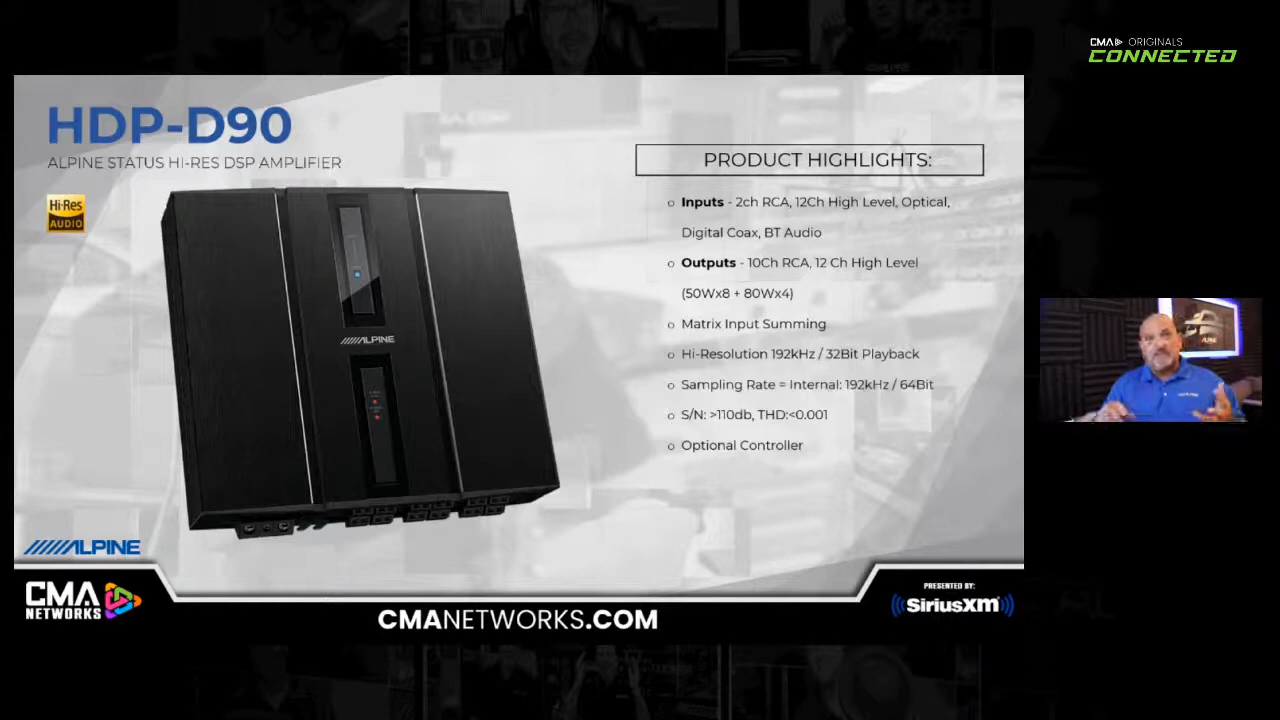 CMA ORIGINALS
CONNECTED
HDP-D90
ALPINE STATUS HI-RES DSP AMPLIFIER
Hi-Res
AUDIO
ALPINE
PRODUCT HIGHLIGHTS:
Inputs - 2ch RCA, 12Ch High Level, Optical,
Digital Coax, BT Audio
Outputs - 10Ch RCA, 12 Ch High Level
(50Wx8 + 80Wx4)
Matrix Input Summing
Hi-Resolution 192kHz / 32Bit Playback
Sampling Rate = Internal: 192kHz / 64Bit
S/N: >110db, THD:<0.001
Optional Controller
ALPINE
CMA
NETWORKS
CMANETWORKS.COM
PRESENTED BY:
SiriusXM